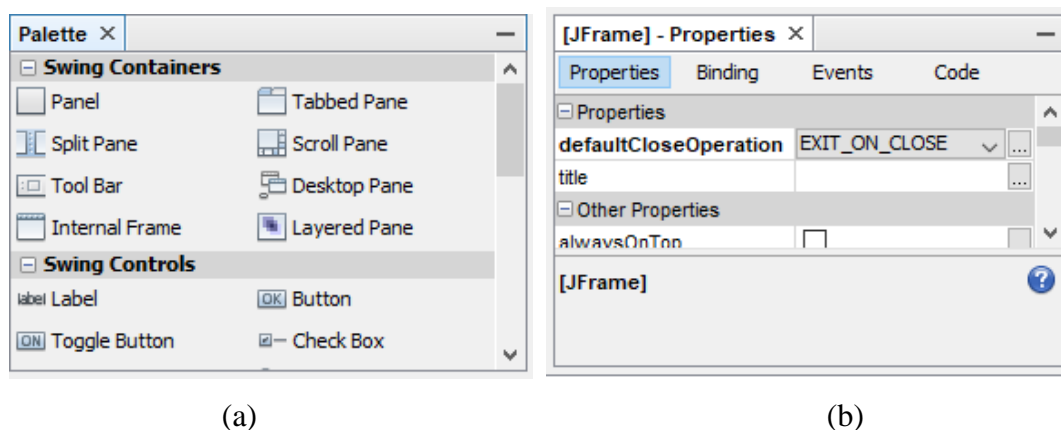 Palette
Swing Containers
Panel Tabbed Pane
Split Pane Scroll Pane
Tool Bar Desktop Pane
Internal Frame Layered Pane
Swing Controls
label Label OK Button
ON Toggle Button Check Box
(a)
[JFrame] - Properties
Properties Binding Events Code
Properties
defaultCloseOperation EXIT_ON_CLOSE ...
title ...
Other Properties
alwaysOnTop
[JFrame]
(b)